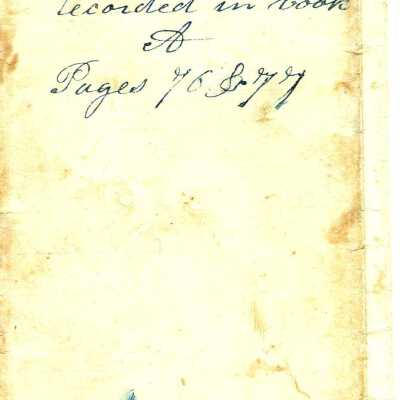 recorded in book
A
Pages 76 & 77